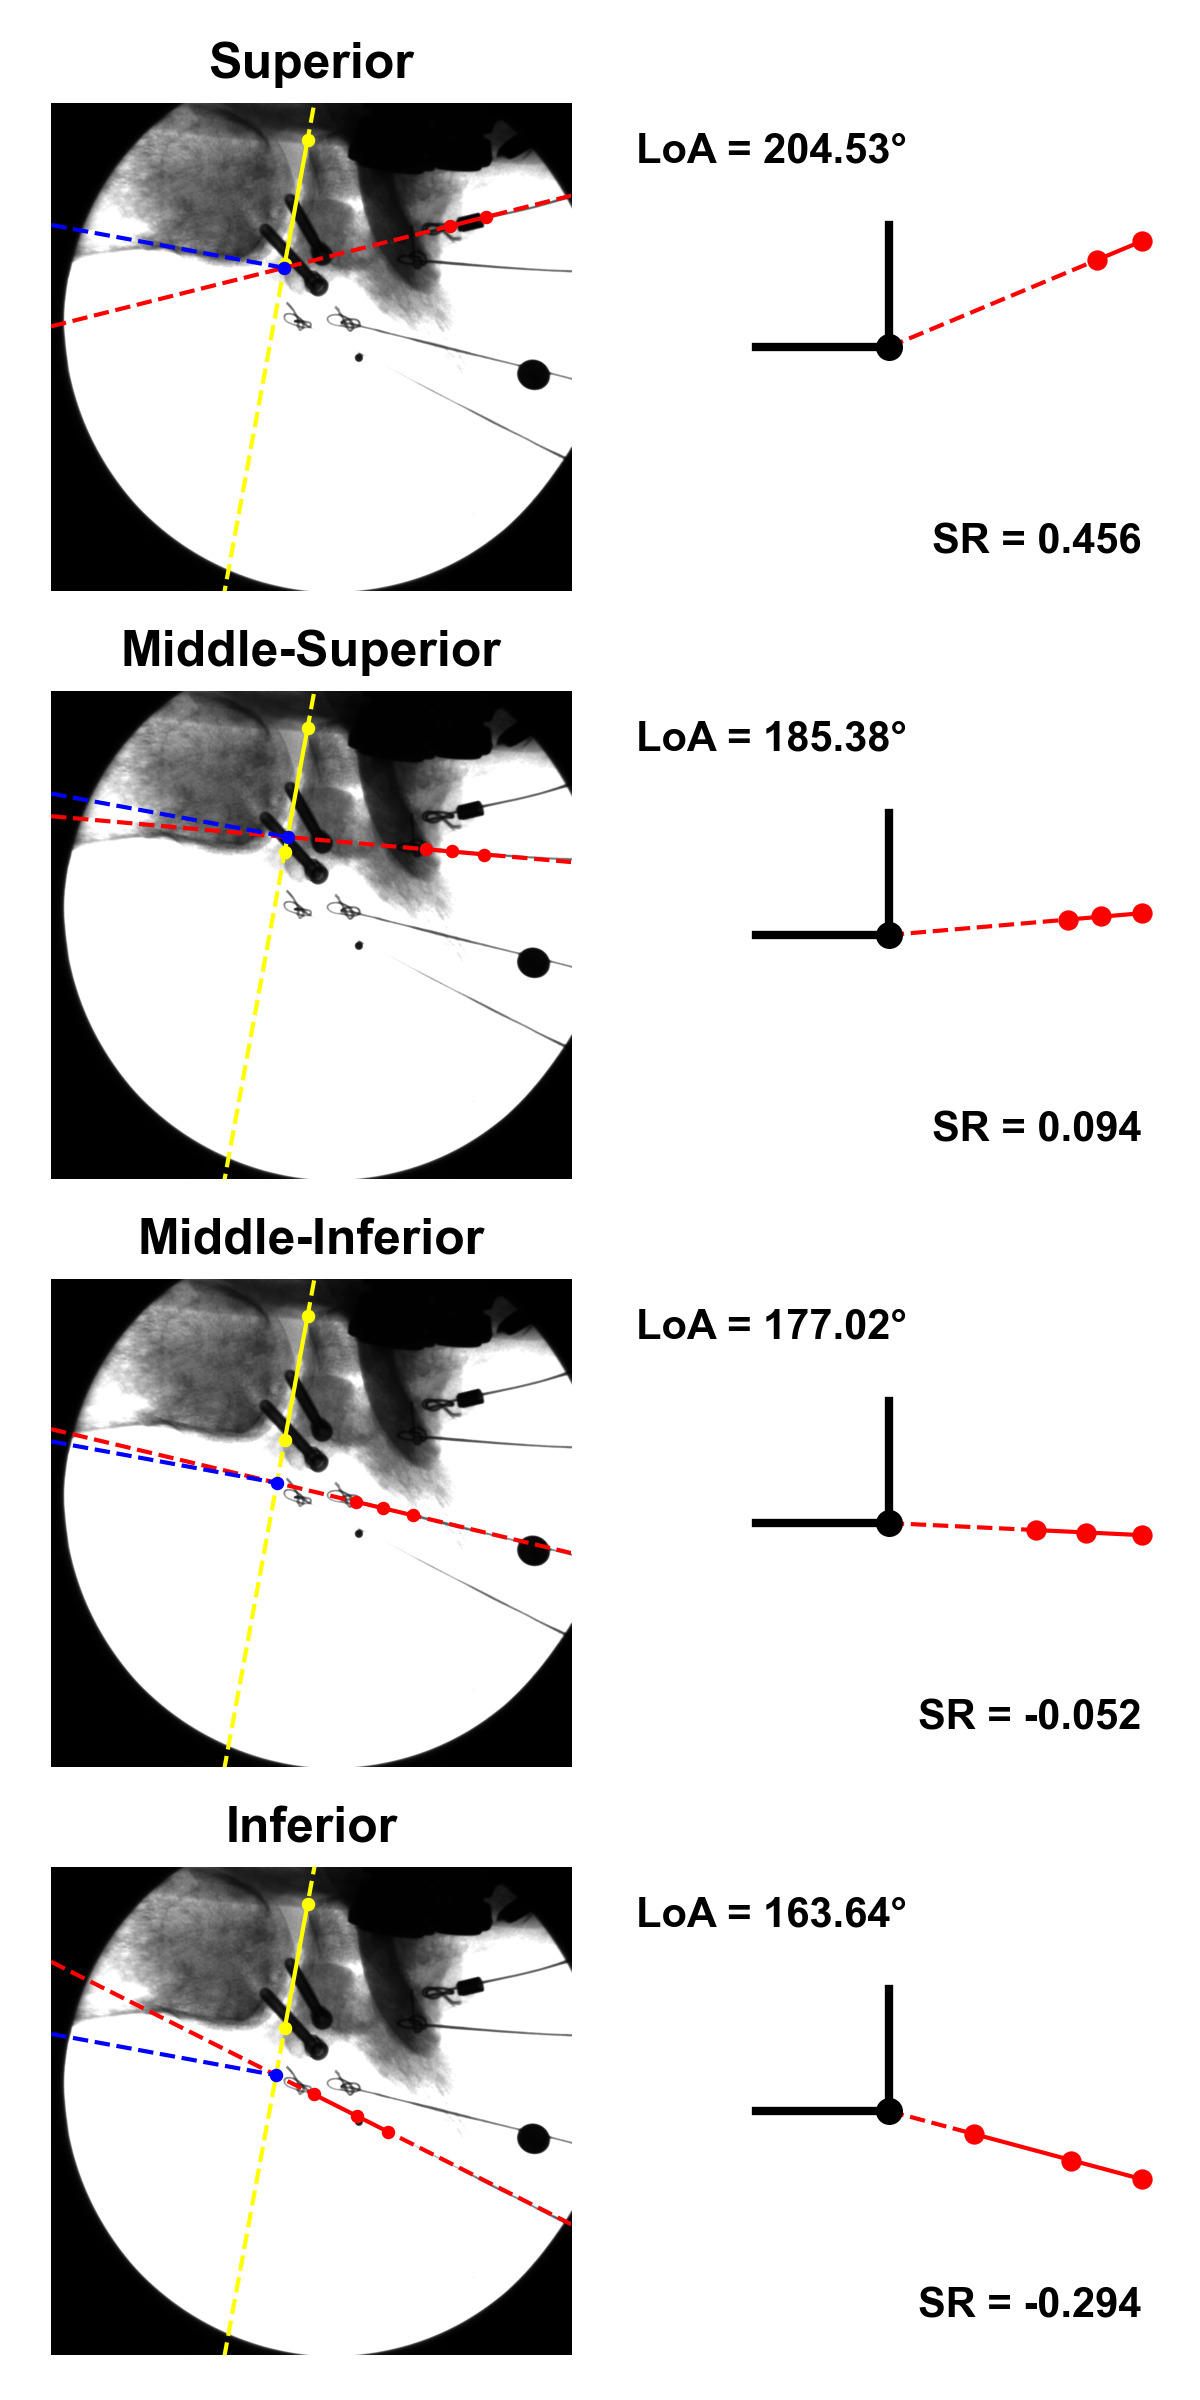 Superior
LoA = 204.53°
SR = 0.456
Middle-Superior
LoA = 185.38°
SR = 0.094
Middle-Inferior
LoA = 177.02°
SR = -0.052
Inferior
LoA = 163.64°
SR = -0.294